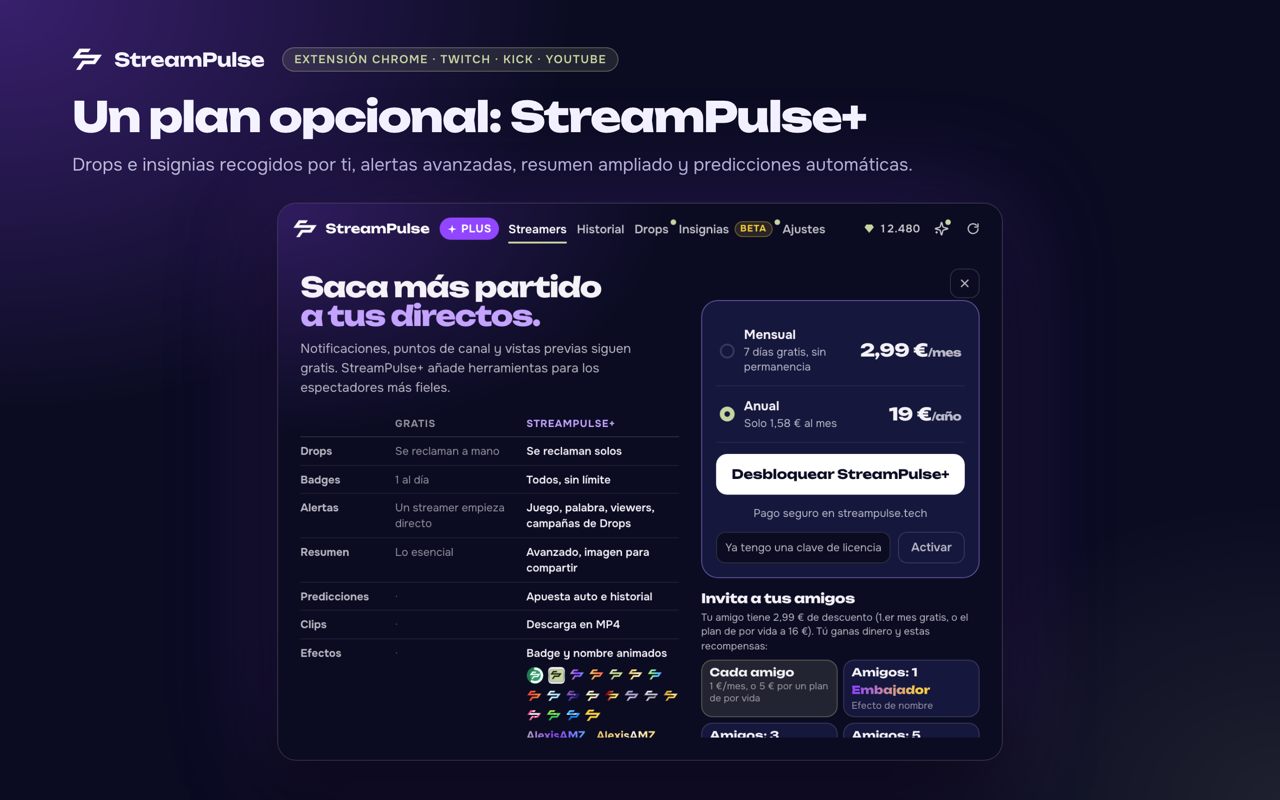 StreamPulse
EXTENSIÓN CHROME · TWITCH · KICK · YOUTUBE
Un plan opcional: StreamPulse+
Drops e insignias recogidos por ti, alertas avanzadas, resumen ampliado y predicciones automáticas.
StreamPulse
PLUS
Streamers
Historial
Drops
Insignias
BETA
Ajustes
12.480
Saca más partido
a tus directos.
Notificaciones, puntos de canal y vistas previas siguen
gratis. StreamPulse+ añade herramientas para los
espectadores más fieles.
GRATIS
STREAMPULSE+
Drops
Se reclaman a mano
Se reclaman solos
Badges
1 al día
Todos, sin límite
Alertas
Un streamer empieza
directo
Juego, palabra, viewers,
campañas de Drops
Resumen
Lo esencial
Avanzado, imagen para
compartir
Predicciones
·
Apuesta auto e historial
Clips
·
Descarga en MP4
Efectos
·
Badge y nombre animados
AlexisAMZ
AlexisAMZ
Mensual
7 días gratis, sin
permanencia
2,99 €/mes
Anual
Solo 1,58 € al mes
19 €/año
Desbloquear StreamPulse+
Pago seguro en streampulse.tech
Ya tengo una clave de licencia
Activar
Invita a tus amigos
Tu amigo tiene 2,99 € de descuento (1.er mes gratis, o el
plan de por vida a 16 €). Tú ganas dinero y estas
recompensas:
Cada amigo
1 €/mes, o 5 € por un plan
de por vida
Amigos: 1
Embajador
Efecto de nombre
Amigos: 3
Amigos: 5